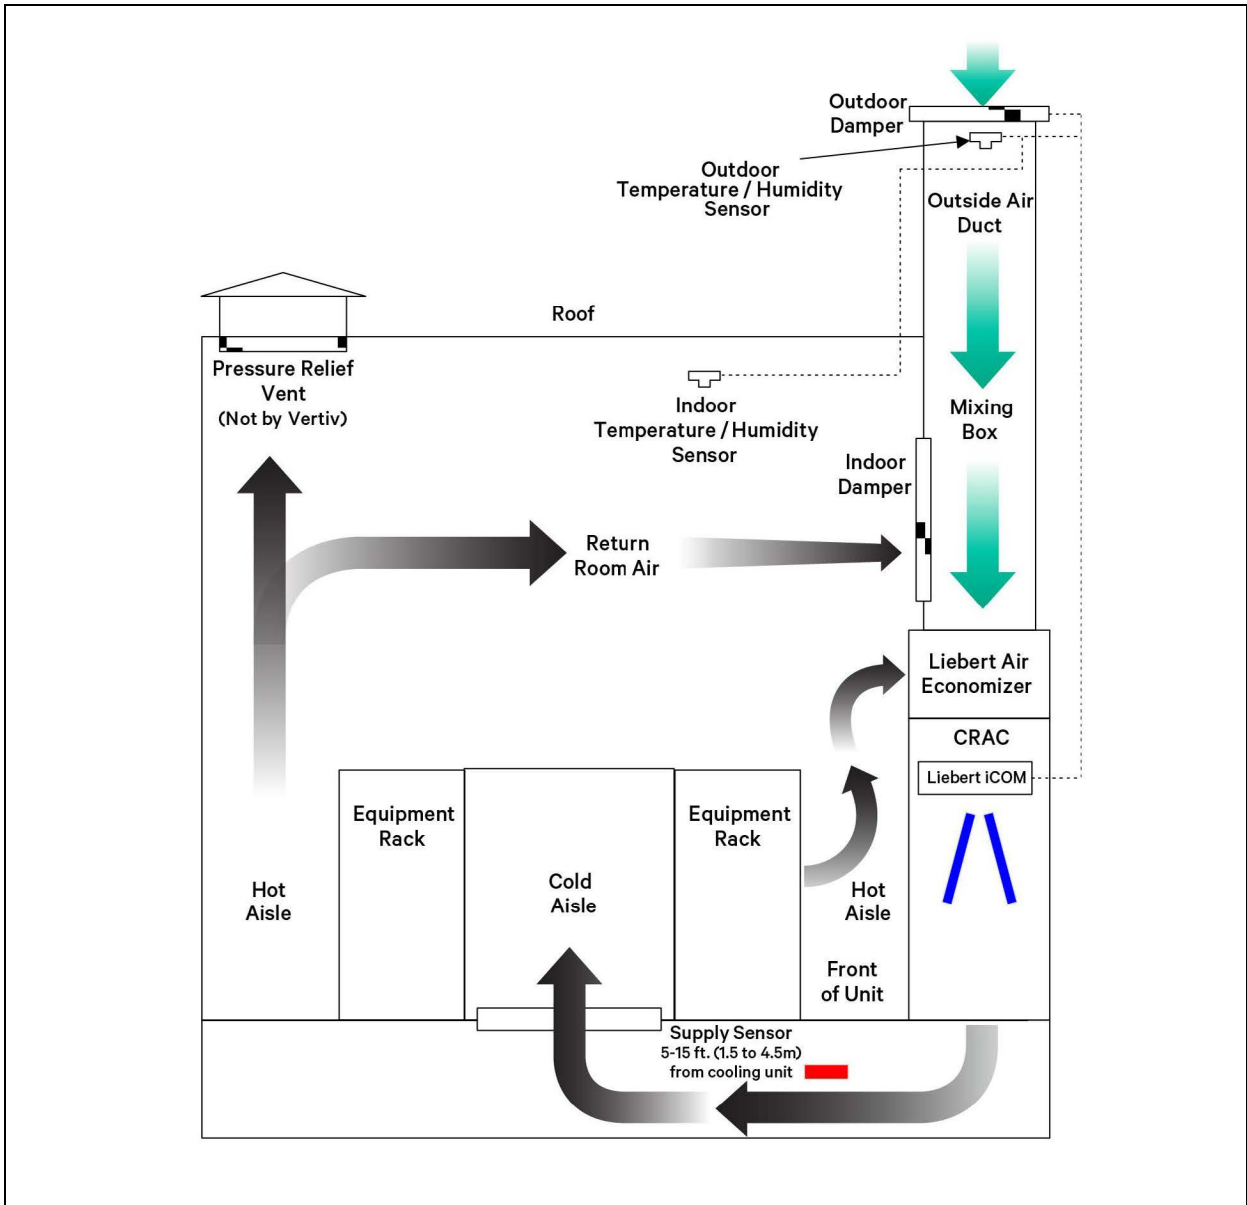 Outdoor
Damper
Outdoor
Temperature / Humidity
Sensor
Outside Air
Duct
Roof
Pressure Relief
Vent
(Not by Vertiv)
Indoor
Temperature / Humidity
Sensor
Mixing
Box
Indoor
Damper
Return
Room Air
Liebert Air
Economizer
CRAC
Liebert iCOM
Equipment
Rack
Equipment
Rack
Hot
Aisle
Cold
Aisle
Hot
Aisle
Front
of Unit
Supply Sensor
5-15 ft. (1.5 to 4.5m)
from cooling unit